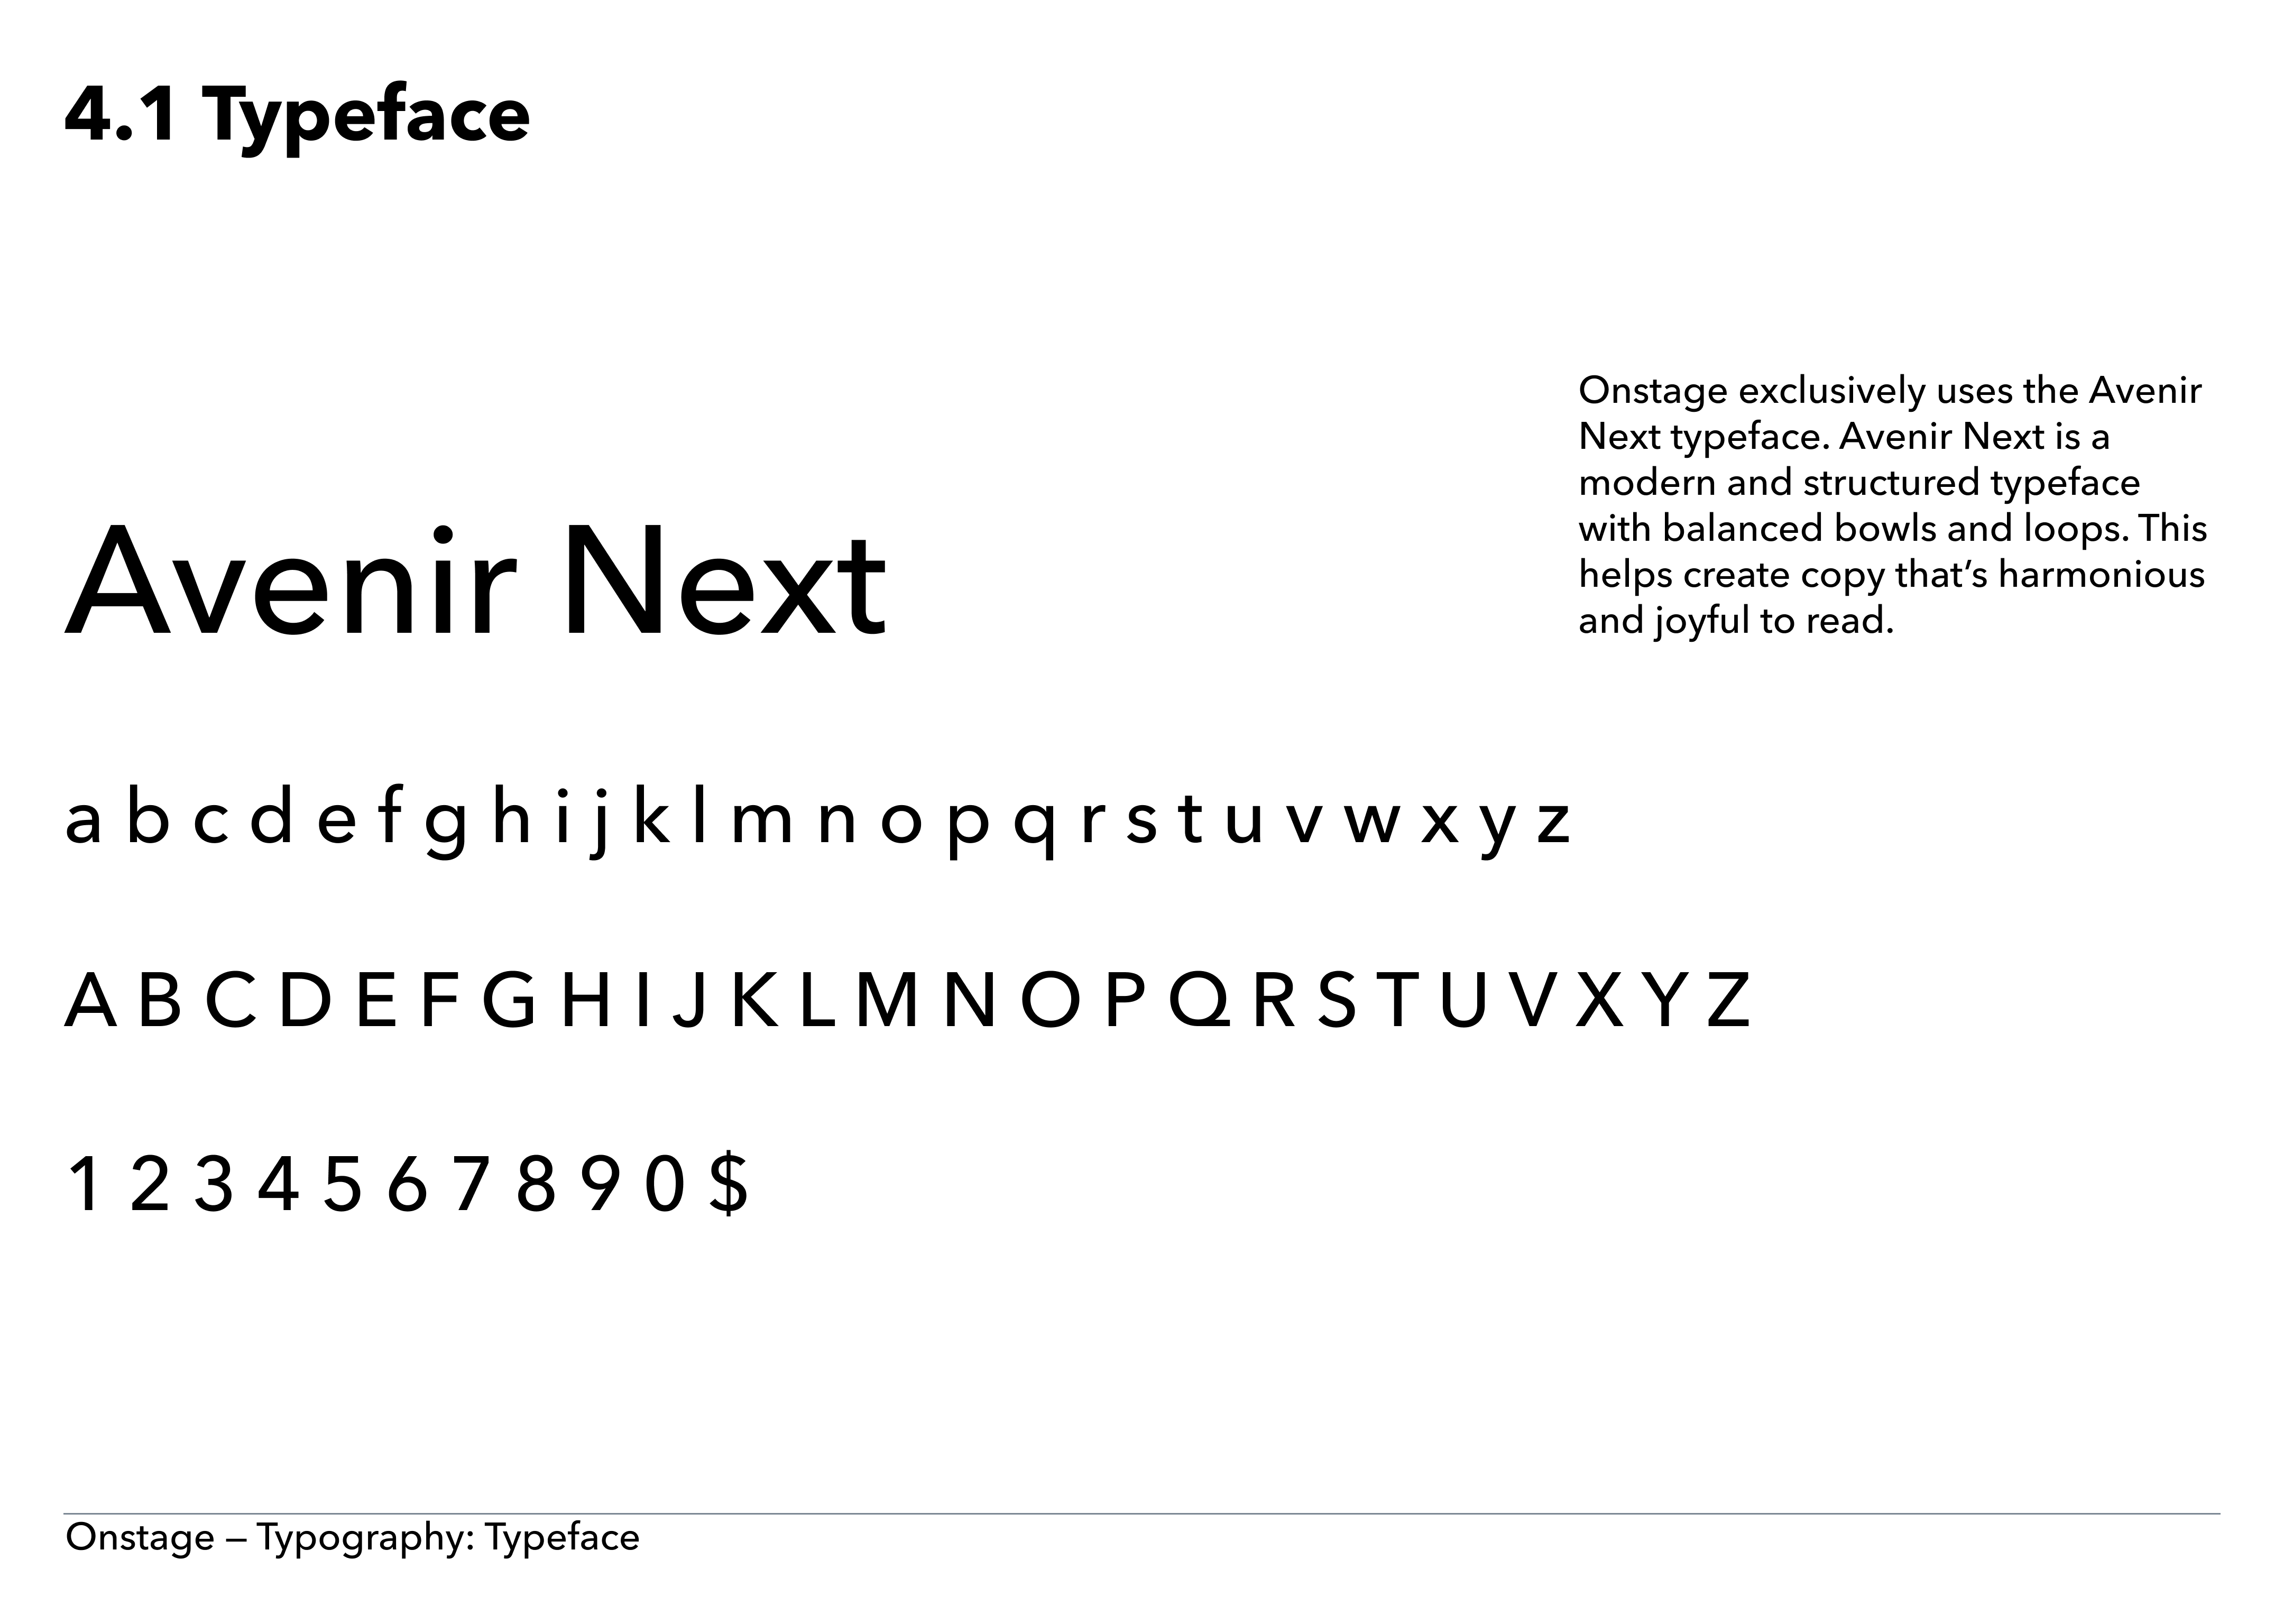 4.1 Typeface
Onstage exclusively uses the Avenir
Next typeface. Avenir Next is a
modern and structured typeface
with balanced bowls and loops. This
helps create copy that’s harmonious
and joyful to read.
Avenir Next
a b c d e f g h i j k l m n o p q r s t u v w x y z
A B C D E F G H I J K L M N O P Q R S T U V X Y Z
1 2 3 4 5 6 7 8 9 0 $
Onstage – Typography: Typeface